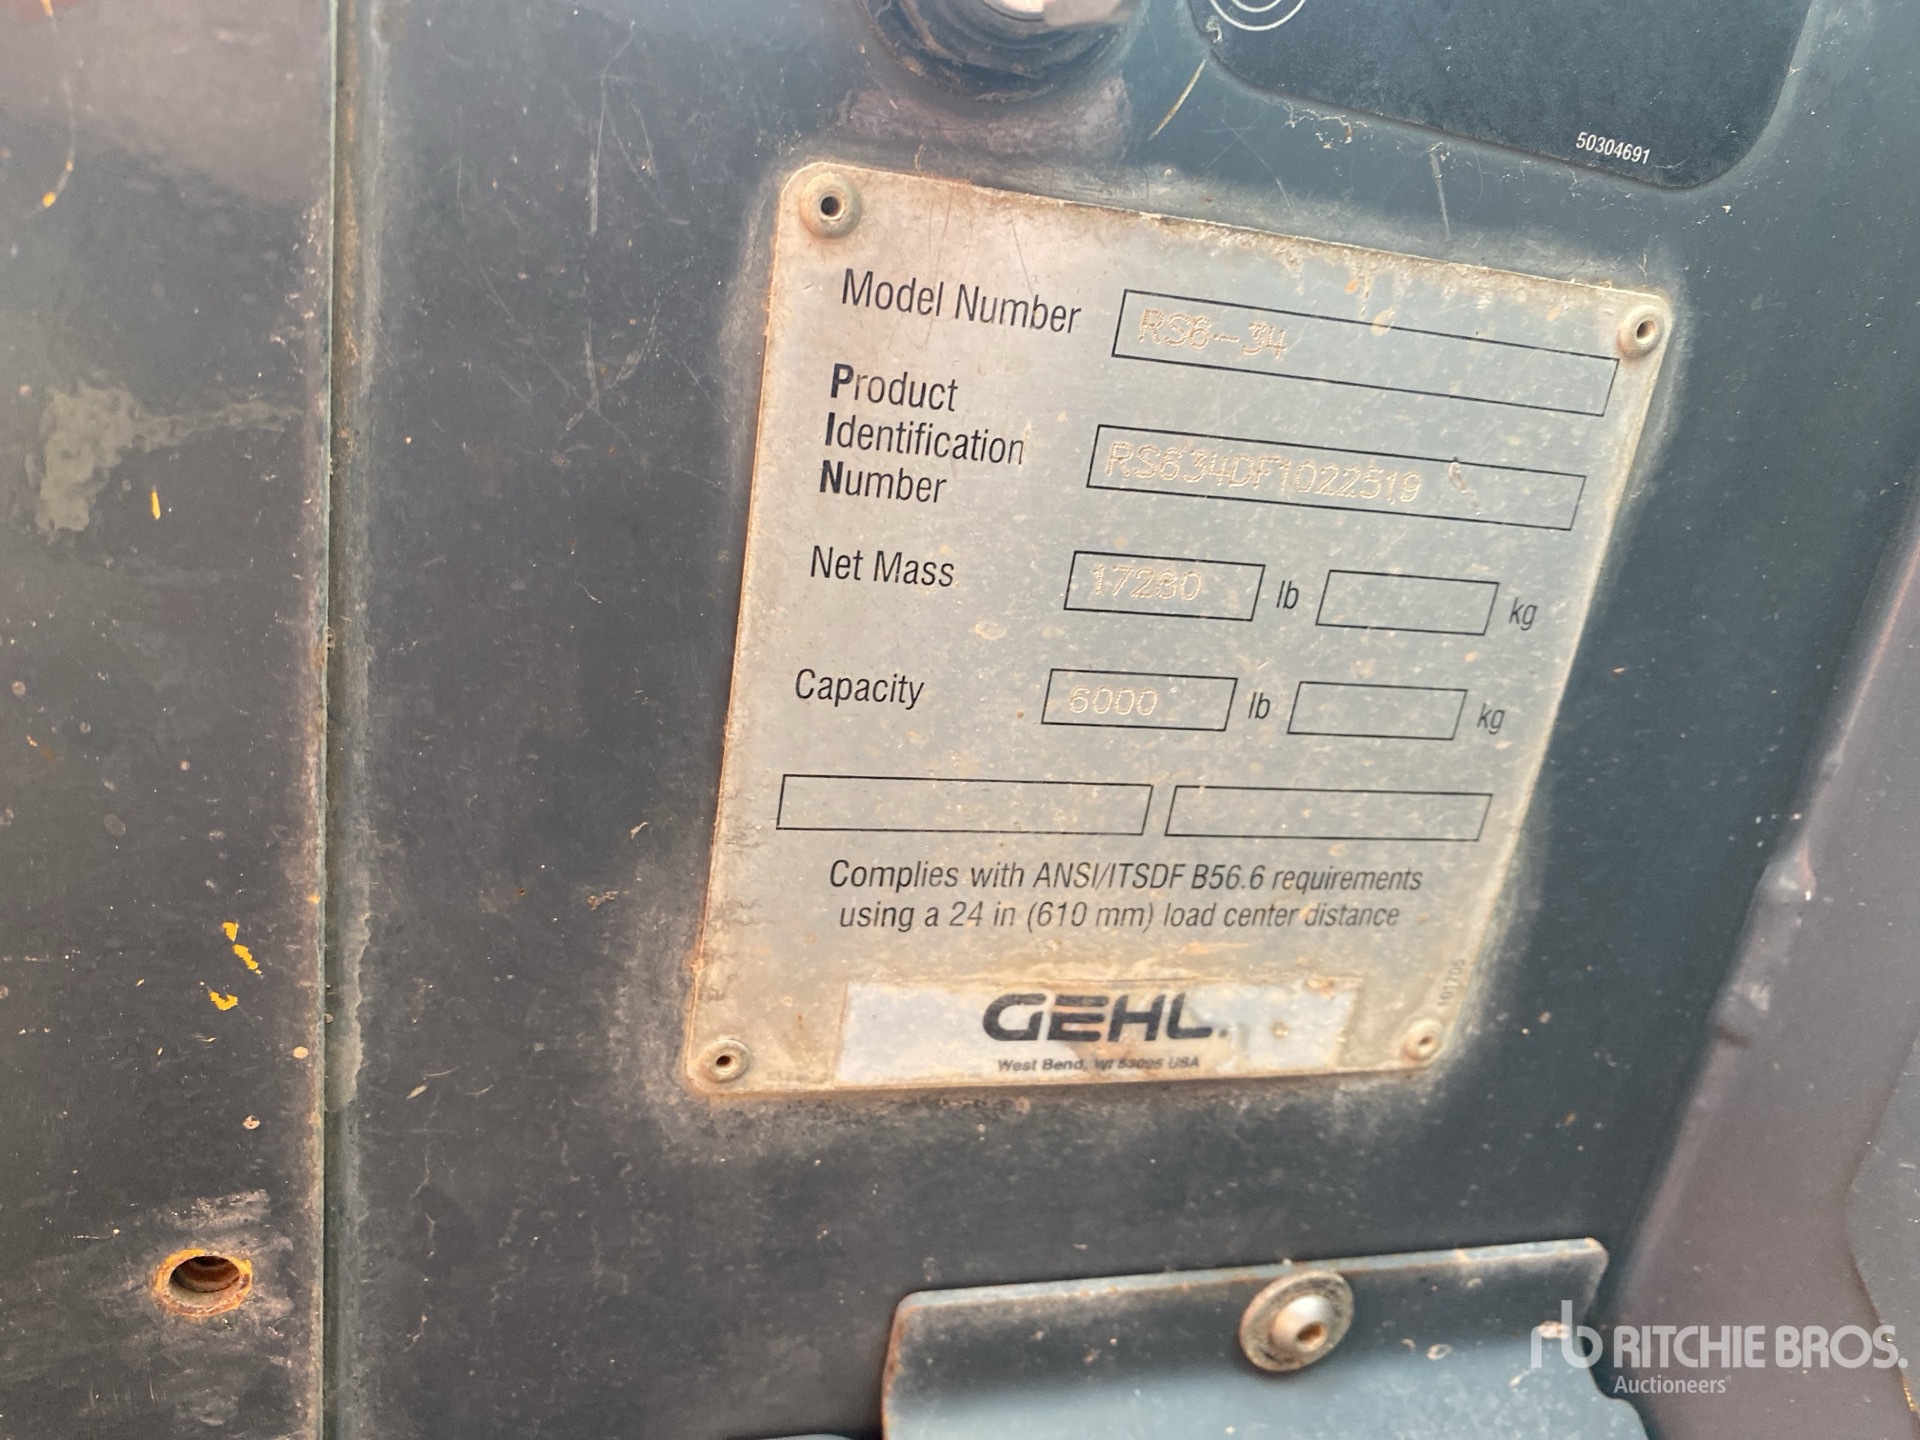 50304691
Model Number RS6-34
Product
Identification
Number RS634DF1022519
Net Mass 17260 lb kg
Capacity 6000 lb kg
Complies with ANSI/ITSDF B56.6 requirements
using a 24 in (610 mm) load center distance
GEHL.
West Bend, WI 53095 USA
rb RITCHIE BROS.
Auctioneers